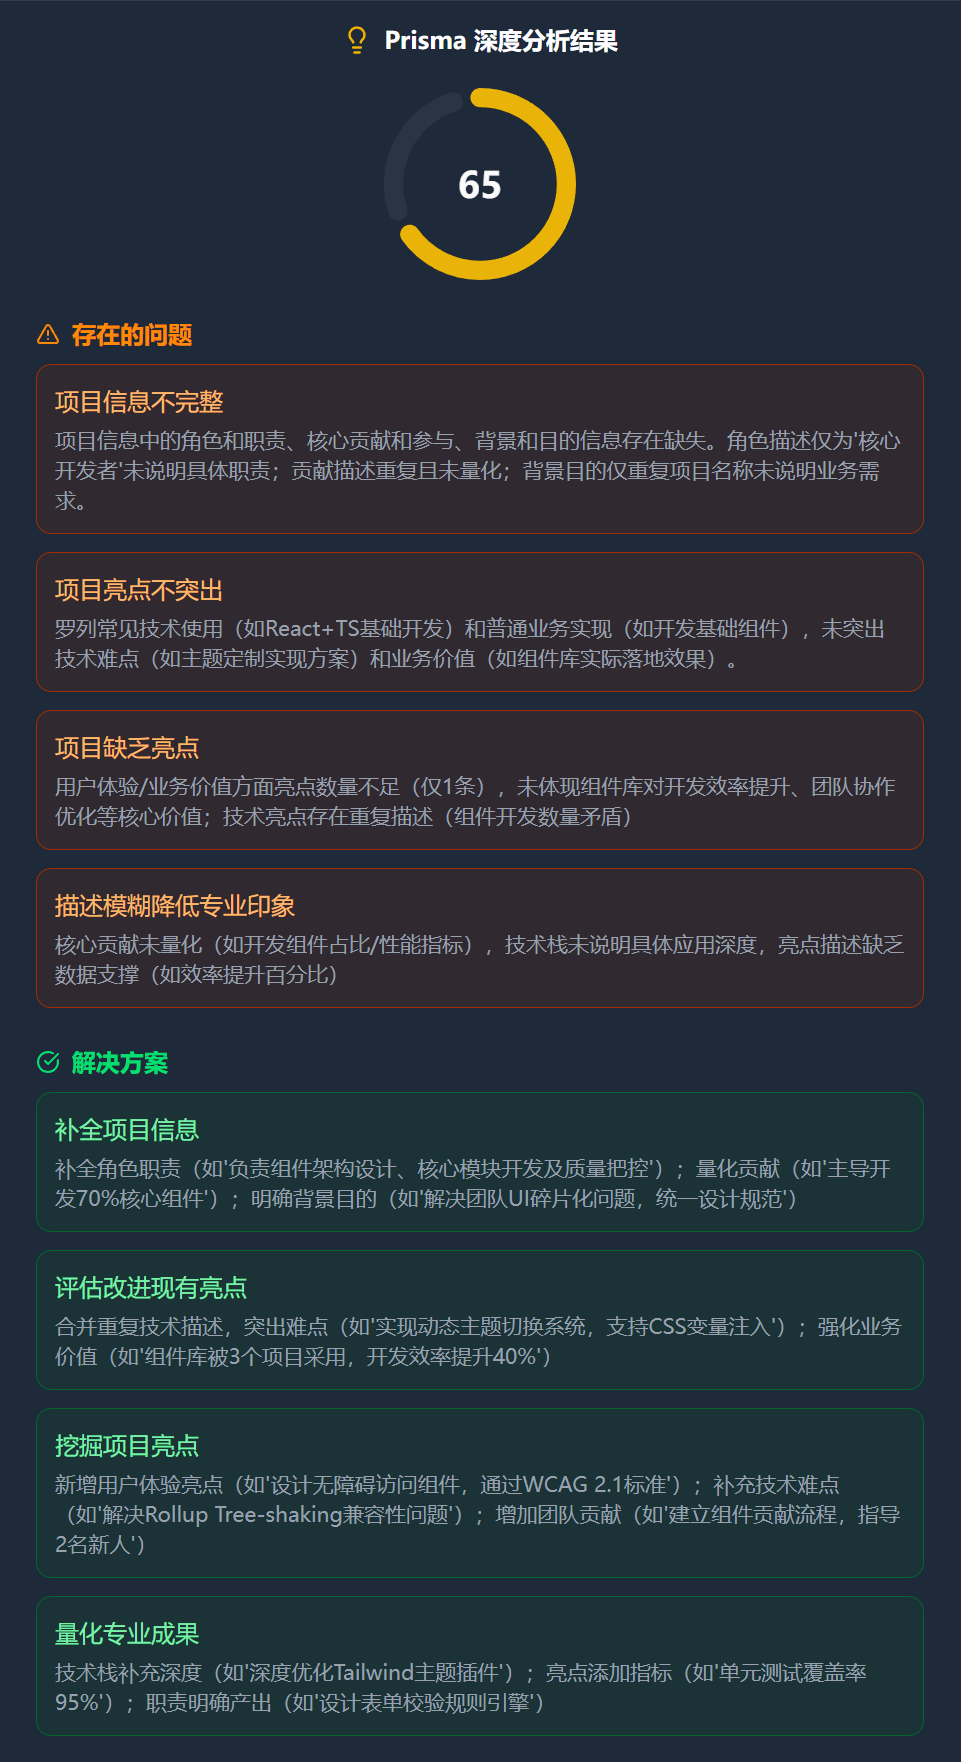 Prisma 深度分析结果
65
存在的问题
项目信息不完整
项目信息中的角色和职责、核心贡献和参与、背景和目的信息存在缺失。角色描述仅为'核心
开发者'未说明具体职责；贡献描述重复且未量化；背景目的仅重复项目名称未说明业务需
求。
项目亮点不突出
罗列常见技术使用（如React+TS基础开发）和普通业务实现（如开发基础组件），未突出
技术难点（如主题定制实现方案）和业务价值（如组件库实际落地效果）。
项目缺乏亮点
用户体验/业务价值方面亮点数量不足（仅1条），未体现组件库对开发效率提升、团队协作
优化等核心价值；技术亮点存在重复描述（组件开发数量矛盾）
描述模糊降低专业印象
核心贡献未量化（如开发组件占比/性能指标），技术栈未说明具体应用深度，亮点描述缺乏
数据支撑（如效率提升百分比）
解决方案
补全项目信息
补全角色职责（如'负责组件架构设计、核心模块开发及质量把控'）；量化贡献（如'主导开
发70%核心组件'）；明确背景目的（如'解决团队UI碎片化问题，统一设计规范'）
评估改进现有亮点
合并重复技术描述，突出难点（如'实现动态主题切换系统，支持CSS变量注入'）；强化业务
价值（如'组件库被3个项目采用，开发效率提升40%'）
挖掘项目亮点
新增用户体验亮点（如'设计无障碍访问组件，通过WCAG 2.1标准'）；补充技术难点
（如'解决Rollup Tree-shaking兼容性问题'）；增加团队贡献（如'建立组件贡献流程，指导
2名新人'）
量化专业成果
技术栈补充深度（如'深度优化Tailwind主题插件'）；亮点添加指标（如'单元测试覆盖率
95%'）；职责明确产出（如'设计表单校验规则引擎'）